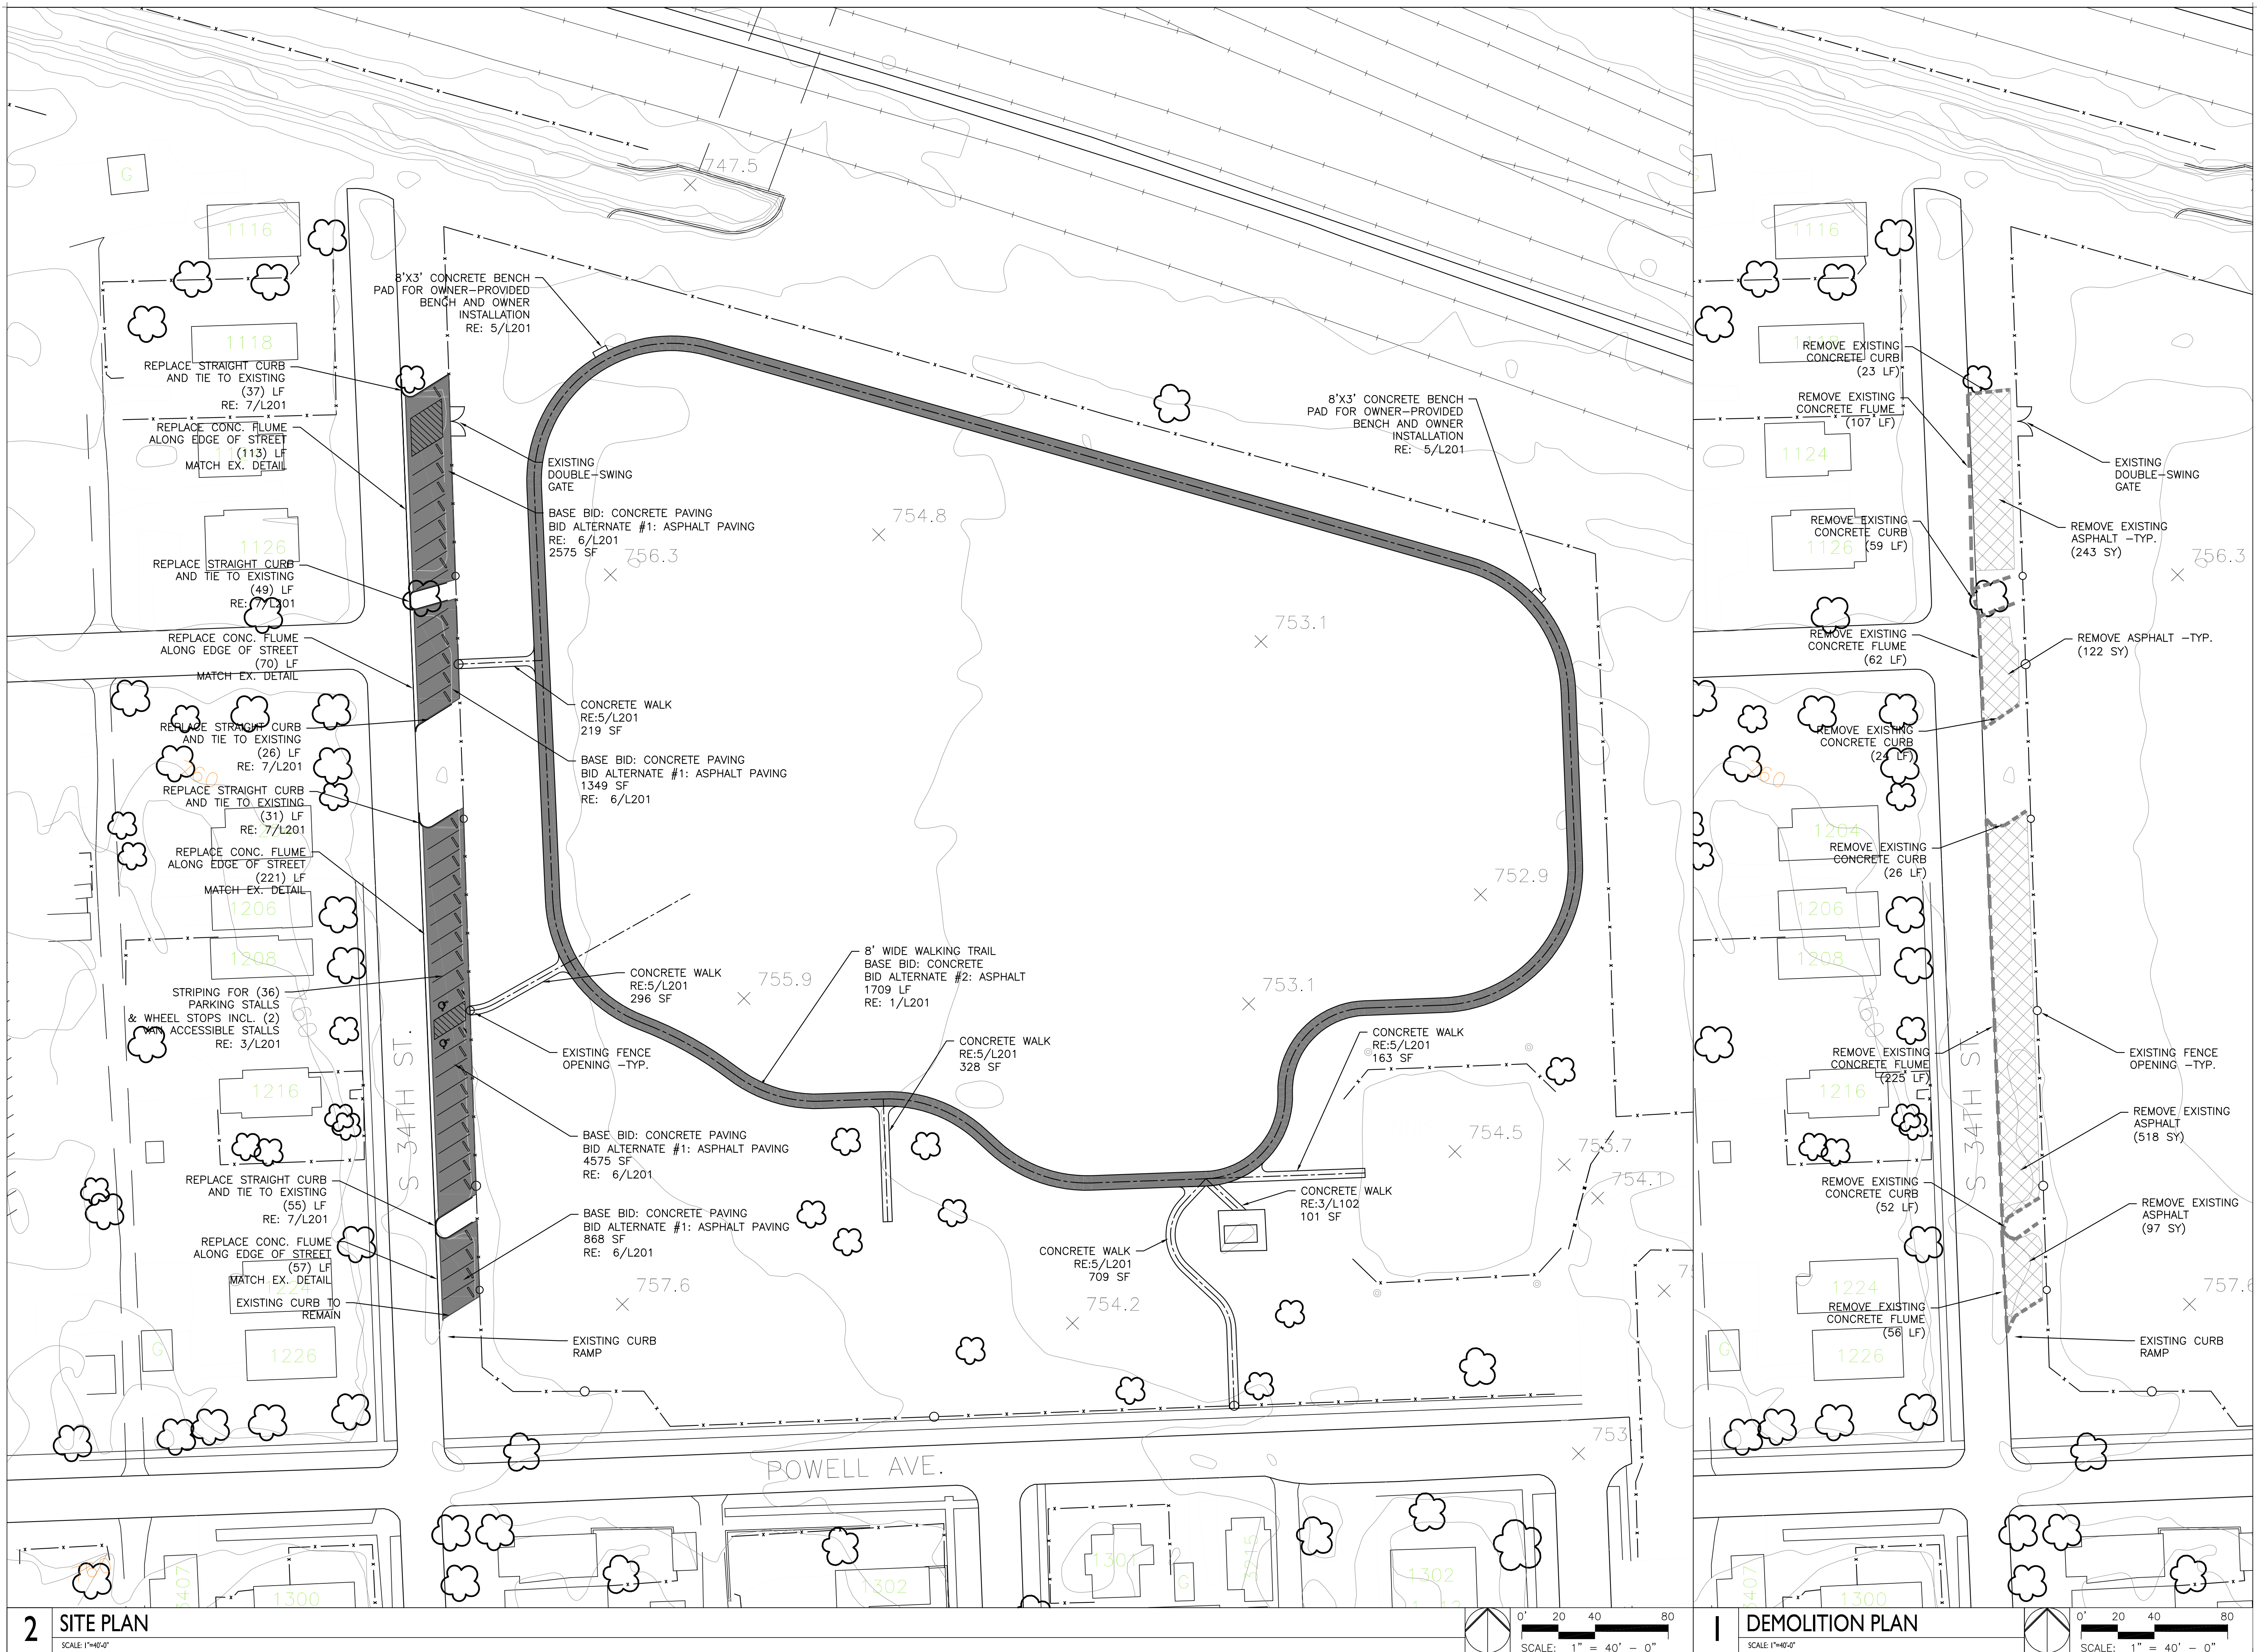 747.5
G
1116
8'X3' CONCRETE BENCH
PAD FOR OWNER-PROVIDED
BENCH AND OWNER
INSTALLATION
RE: 5/L201
1118
REPLACE STRAIGHT CURB
AND TIE TO EXISTING
(37) LF
RE: 7/L201
REPLACE CONC. FLUME
ALONG EDGE OF STREET
(113) LF
MATCH EX. DETAIL
8'X3' CONCRETE BENCH
PAD FOR OWNER-PROVIDED
BENCH AND OWNER
INSTALLATION
RE: 5/L201
EXISTING
DOUBLE-SWING
GATE
BASE BID: CONCRETE PAVING
BID ALTERNATE #1: ASPHALT PAVING
RE: 6/L201
2575 SF
756.3
754.8
1126
REPLACE STRAIGHT CURB
AND TIE TO EXISTING
(49) LF
RE: 7/L201
753.1
REPLACE CONC. FLUME
ALONG EDGE OF STREET
(70) LF
MATCH EX. DETAIL
CONCRETE WALK
RE:5/L201
219 SF
REPLACE STRAIGHT CURB
AND TIE TO EXISTING
(26) LF
RE: 7/L201
760
BASE BID: CONCRETE PAVING
BID ALTERNATE #1: ASPHALT PAVING
1349 SF
RE: 6/L201
REPLACE STRAIGHT CURB
AND TIE TO EXISTING
(31) LF
RE: 7/L201
REPLACE CONC. FLUME
ALONG EDGE OF STREET
(221) LF
MATCH EX. DETAIL
1206
752.9
1208
8' WIDE WALKING TRAIL
BASE BID: CONCRETE
BID ALTERNATE #2: ASPHALT
1709 LF
RE: 1/L201
CONCRETE WALK
RE:5/L201
296 SF
755.9
753.1
STRIPING FOR (36)
PARKING STALLS
& WHEEL STOPS INCL. (2)
VAN ACCESSIBLE STALLS
RE: 3/L201
760
S 34TH ST.
EXISTING FENCE
OPENING -TYP.
CONCRETE WALK
RE:5/L201
328 SF
CONCRETE WALK
RE:5/L201
163 SF
1216
754.5
753.7
754.1
BASE BID: CONCRETE PAVING
BID ALTERNATE #1: ASPHALT PAVING
4575 SF
RE: 6/L201
REPLACE STRAIGHT CURB
AND TIE TO EXISTING
(55) LF
RE: 7/L201
CONCRETE WALK
RE:3/L102
101 SF
BASE BID: CONCRETE PAVING
BID ALTERNATE #1: ASPHALT PAVING
868 SF
RE: 6/L201
REPLACE CONC. FLUME
ALONG EDGE OF STREET
(57) LF
MATCH EX. DETAIL
1224
CONCRETE WALK
RE:5/L201
709 SF
757.6
754.2
EXISTING CURB TO
REMAIN
EXISTING CURB
RAMP
G
1226
753.
POWELL AVE.
3407
1300
1302
1301
G
3215
1302
2 SITE PLAN
SCALE: 1"=40'-0"
0' 20 40 80
SCALE: 1" = 40' - 0"
1116
REMOVE EXISTING
CONCRETE CURB
(23 LF)
REMOVE EXISTING
CONCRETE FLUME
(107 LF)
1124
EXISTING
DOUBLE-SWING
GATE
REMOVE EXISTING
CONCRETE CURB
(59 LF)
1126
REMOVE EXISTING
ASPHALT -TYP.
(243 SY)
756.3
REMOVE EXISTING
CONCRETE FLUME
(62 LF)
REMOVE ASPHALT -TYP.
(122 SY)
REMOVE EXISTING
CONCRETE CURB
(24 LF)
760
1204
REMOVE EXISTING
CONCRETE CURB
(26 LF)
1206
1208
760
S 34TH ST.
REMOVE EXISTING
CONCRETE FLUME
(225 LF)
EXISTING FENCE
OPENING -TYP.
1216
REMOVE EXISTING
ASPHALT
(518 SY)
REMOVE EXISTING
CONCRETE CURB
(52 LF)
REMOVE EXISTING
ASPHALT
(97 SY)
1224
757.6
REMOVE EXISTING
CONCRETE FLUME
(56 LF)
EXISTING CURB
RAMP
G
1226
3407
1300
1 DEMOLITION PLAN
SCALE: 1"=40'-0"
0' 20 40 80
SCALE: 1" = 40' - 0"